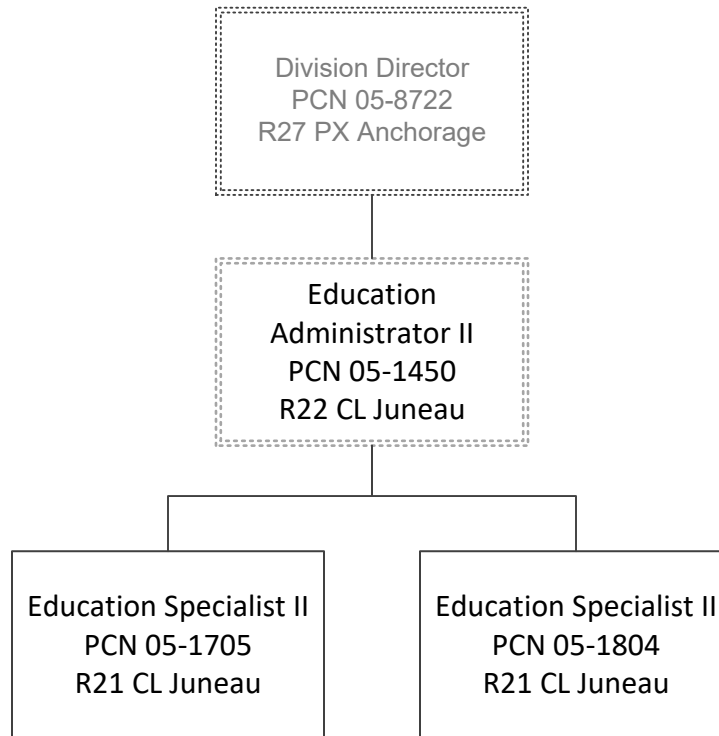 Division Director
PCN 05-8722
R27 PX Anchorage
Education
Administrator II
PCN 05-1450
R22 CL Juneau
Education Specialist II
PCN 05-1705
R21 CL Juneau
Education Specialist II
PCN 05-1804
R21 CL Juneau